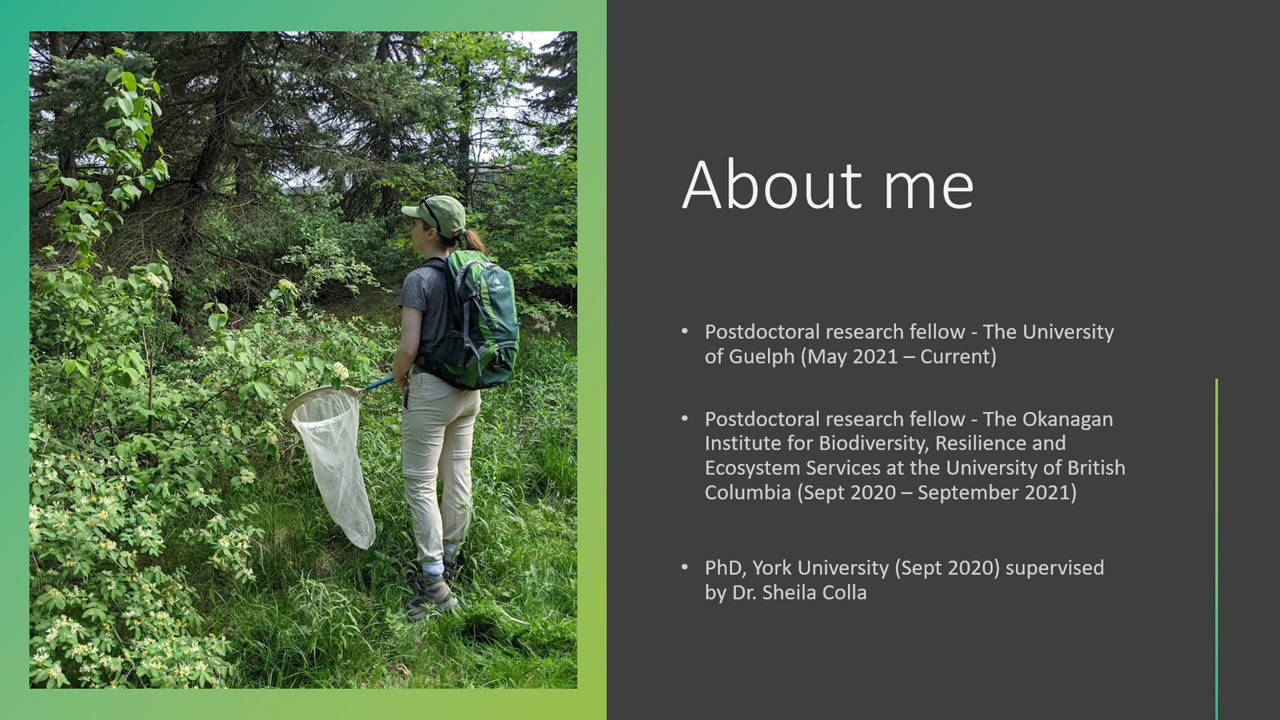 About me
• Postdoctoral research fellow - The University
of Guelph (May 2021 – Current)
• Postdoctoral research fellow - The Okanagan
Institute for Biodiversity, Resilience and
Ecosystem Services at the University of British
Columbia (Sept 2020 – September 2021)
• PhD, York University (Sept 2020) supervised
by Dr. Sheila Colla